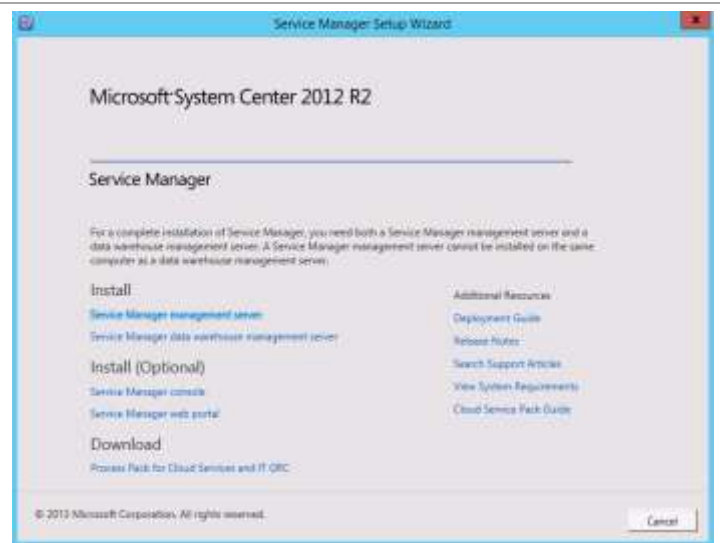 Service Manager Setup Wizard
Microsoft System Center 2012 R2
Service Manager
For a complete installation of Service Manager, you need both a Service Manager management server and a
data warehouse management server. A Service Manager management server cannot be installed on the same
computer as a data warehouse management server.
Install
Service Manager management server
Service Manager data warehouse management server
Install (Optional)
Service Manager console
Service Manager web portal
Download
Process Pack for Cloud Services and IT GRC
Additional Resources
Deployment Guide
Release Notes
Search Support Articles
View System Requirements
Cloud Service Pack Guide
© 2013 Microsoft Corporation. All rights reserved.
Cancel